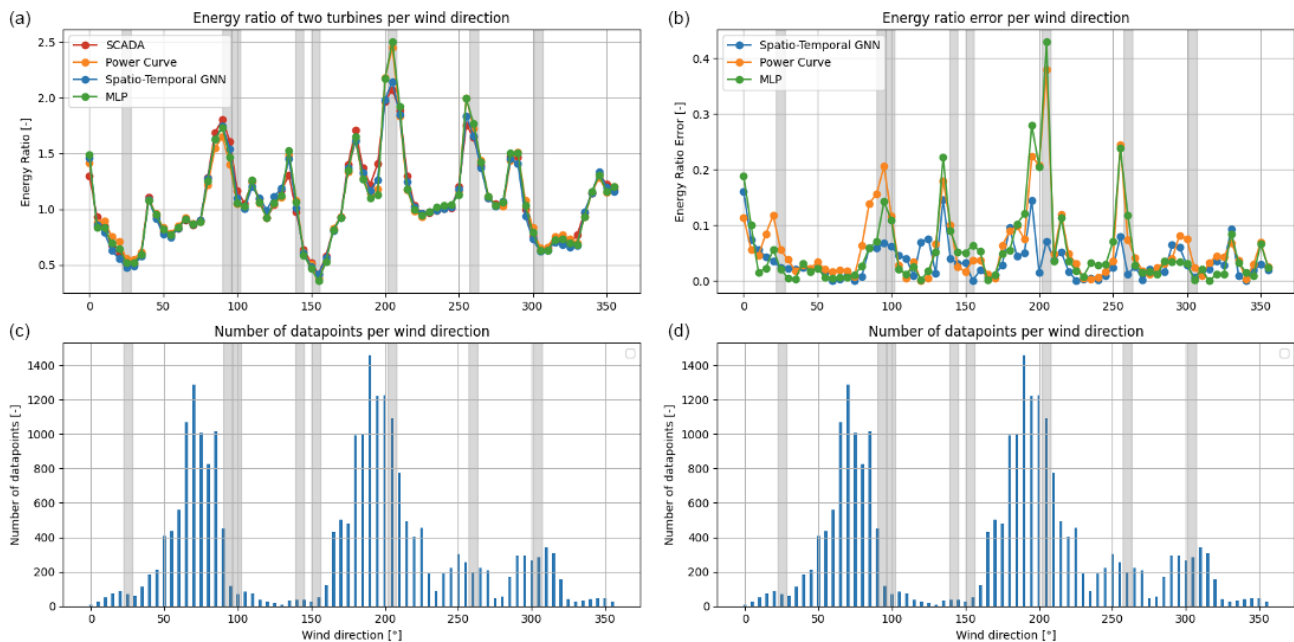 (a)
Energy ratio of two turbines per wind direction
SCADA
Power Curve
Spatio-Temporal GNN
MLP
Energy Ratio [-]
2.5
2.0
1.5
1.0
0.5
0 50 100 150 200 250 300 350
(b)
Energy ratio error per wind direction
Spatio-Temporal GNN
Power Curve
MLP
Energy Ratio Error [-]
0.4
0.3
0.2
0.1
0.0
0 50 100 150 200 250 300 350
(c)
Number of datapoints per wind direction
Number of datapoints [-]
1400
1200
1000
800
600
400
200
0
0 50 100 150 200 250 300 350
Wind direction [°]
(d)
Number of datapoints per wind direction
Number of datapoints [-]
1400
1200
1000
800
600
400
200
0
0 50 100 150 200 250 300 350
Wind direction [°]